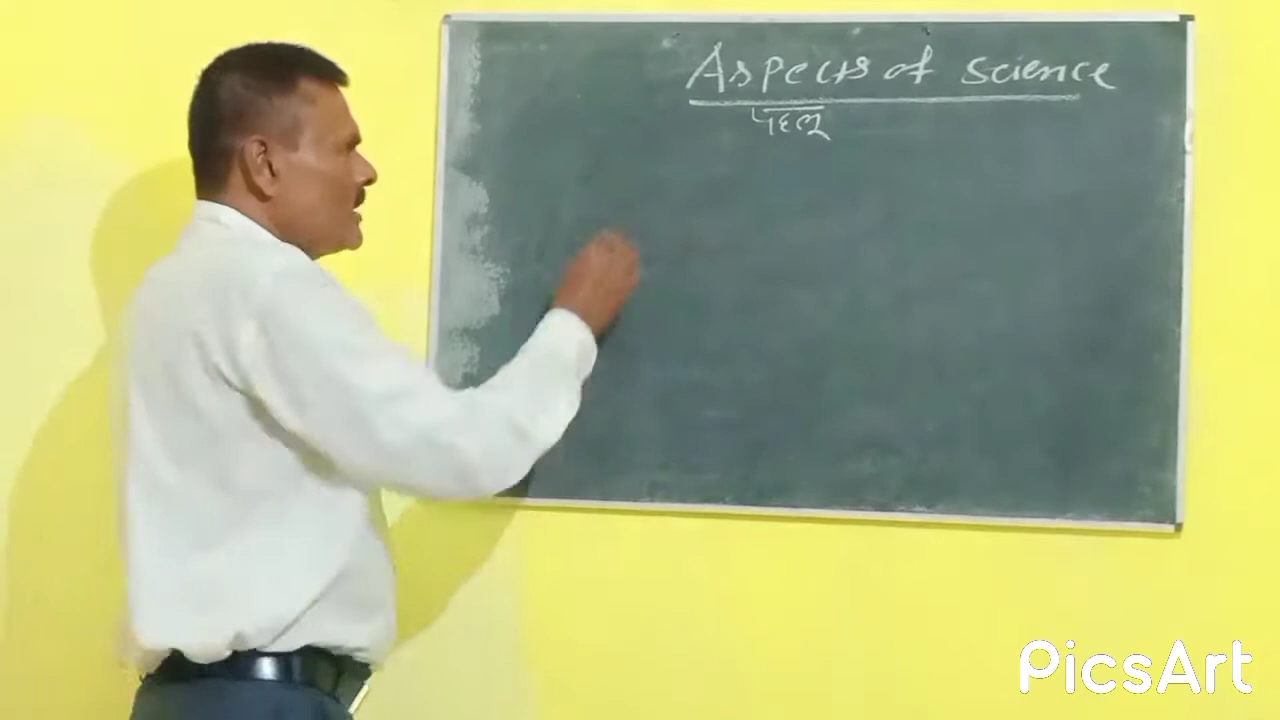 Aspects of science
पहलू
PicsArt